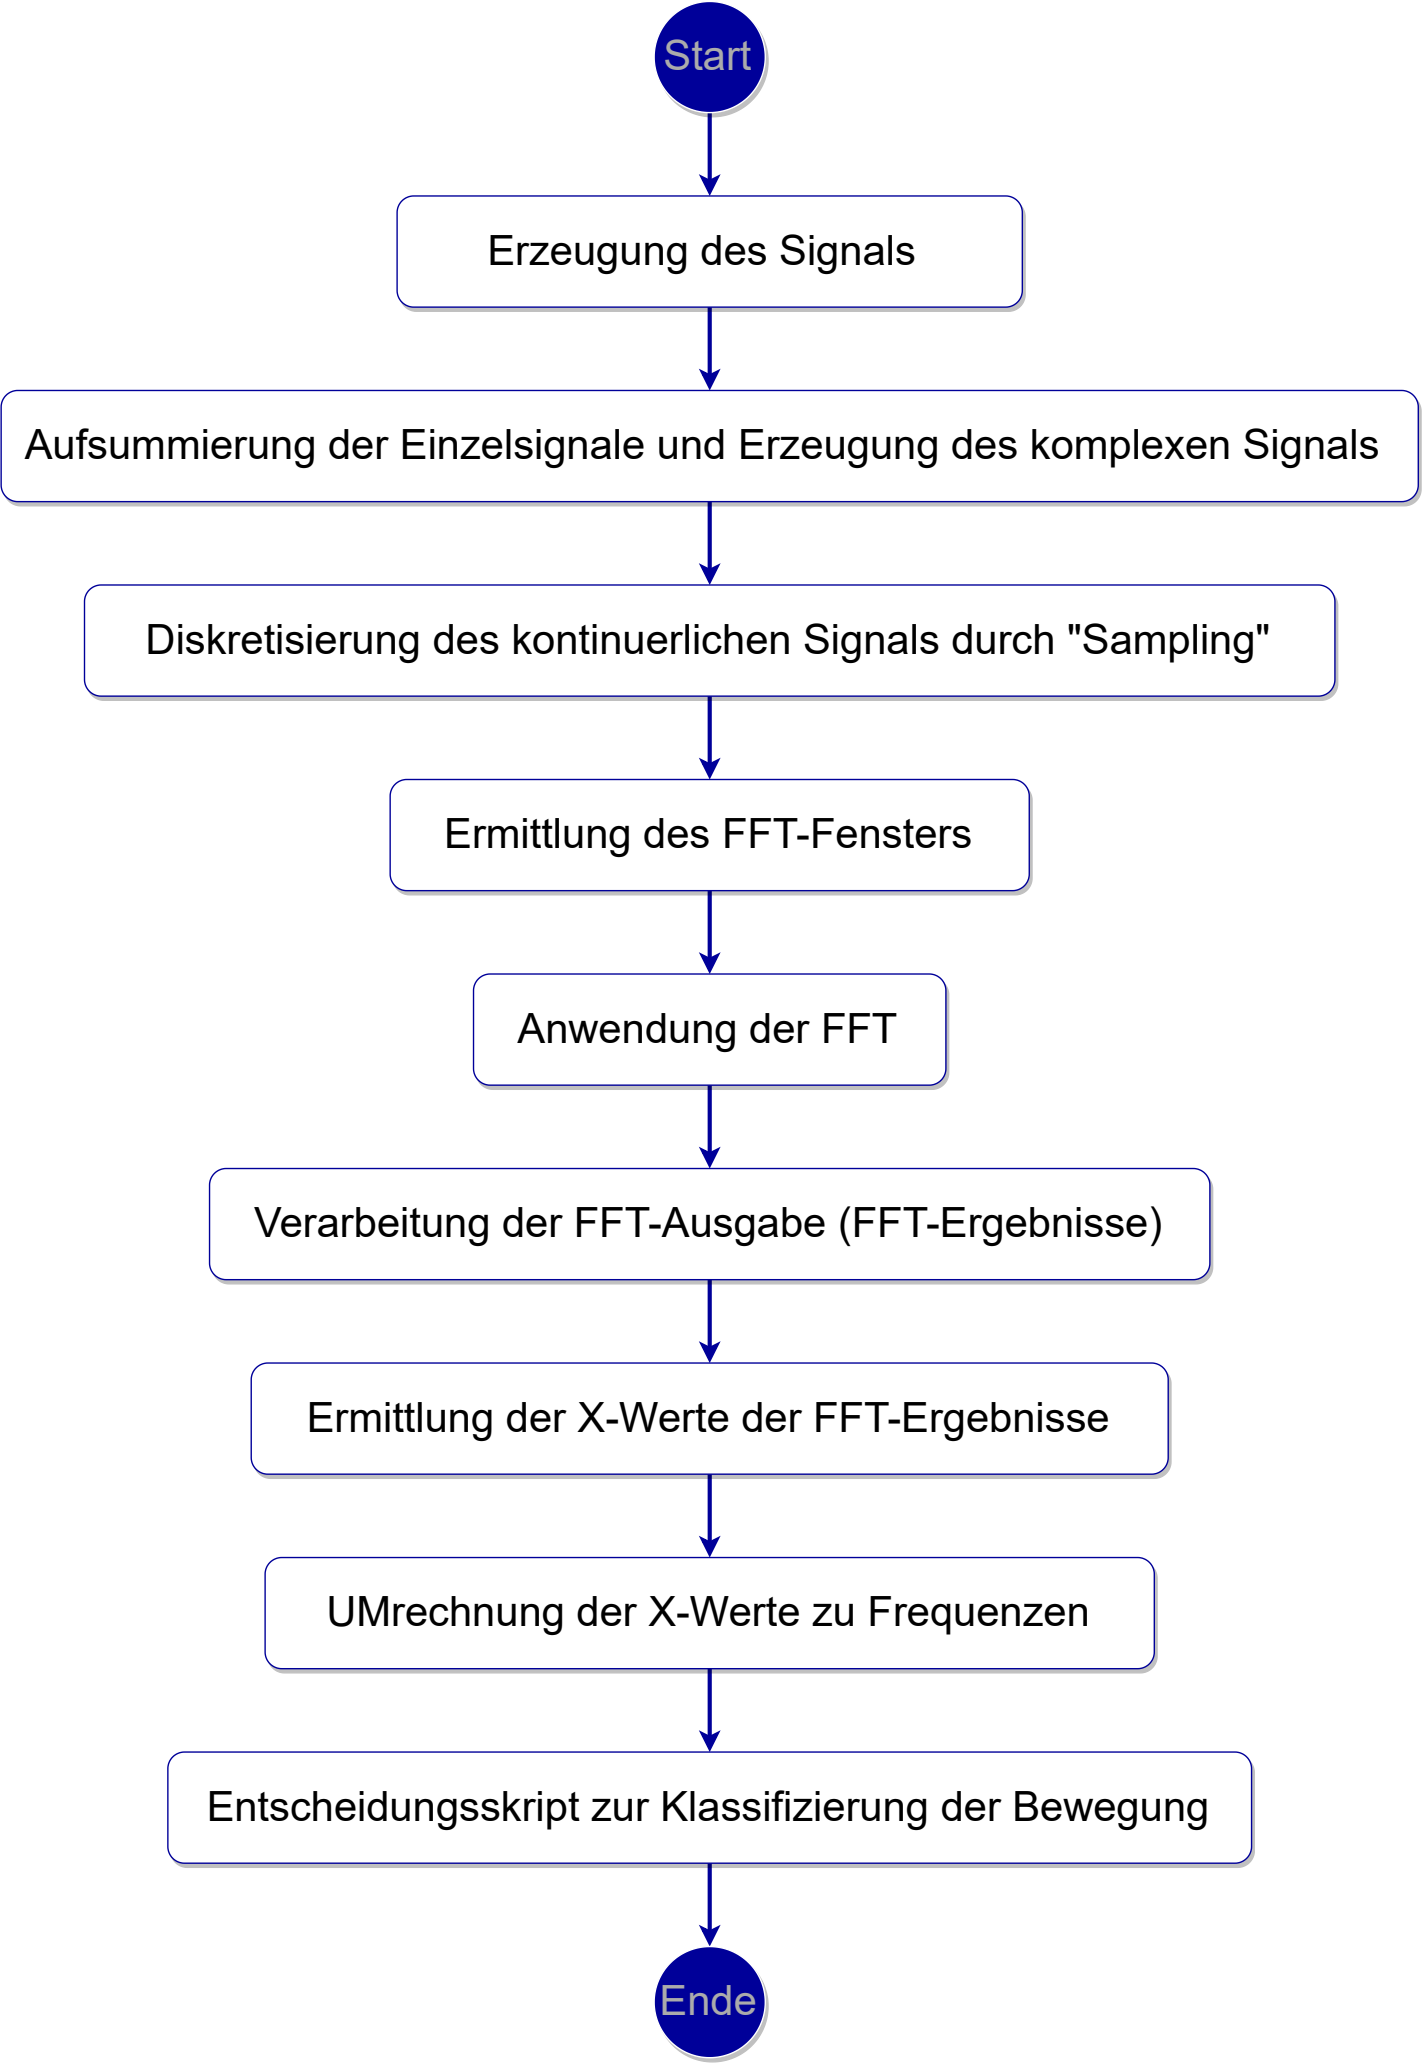 Start
Erzeugung des Signals
Aufsummierung der Einzelsignale und Erzeugung des komplexen Signals
Diskretisierung des kontinuerlichen Signals durch "Sampling"
Ermittlung des FFT-Fensters
Anwendung der FFT
Verarbeitung der FFT-Ausgabe (FFT-Ergebnisse)
Ermittlung der X-Werte der FFT-Ergebnisse
UMrechnung der X-Werte zu Frequenzen
Entscheidungsskript zur Klassifizierung der Bewegung
Ende